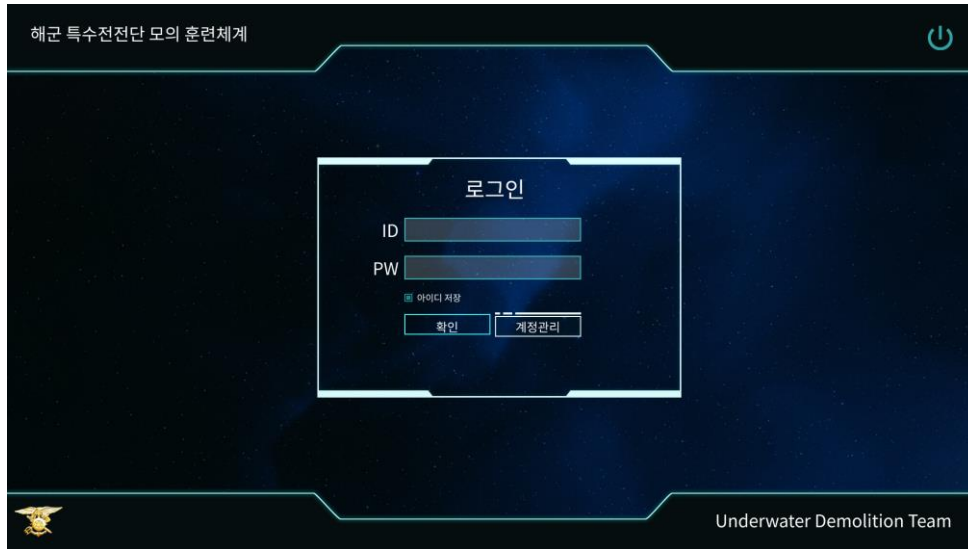 해군 특수전전단 모의 훈련체계
로그인
ID
PW
아이디 저장
확인
계정관리
Underwater Demolition Team